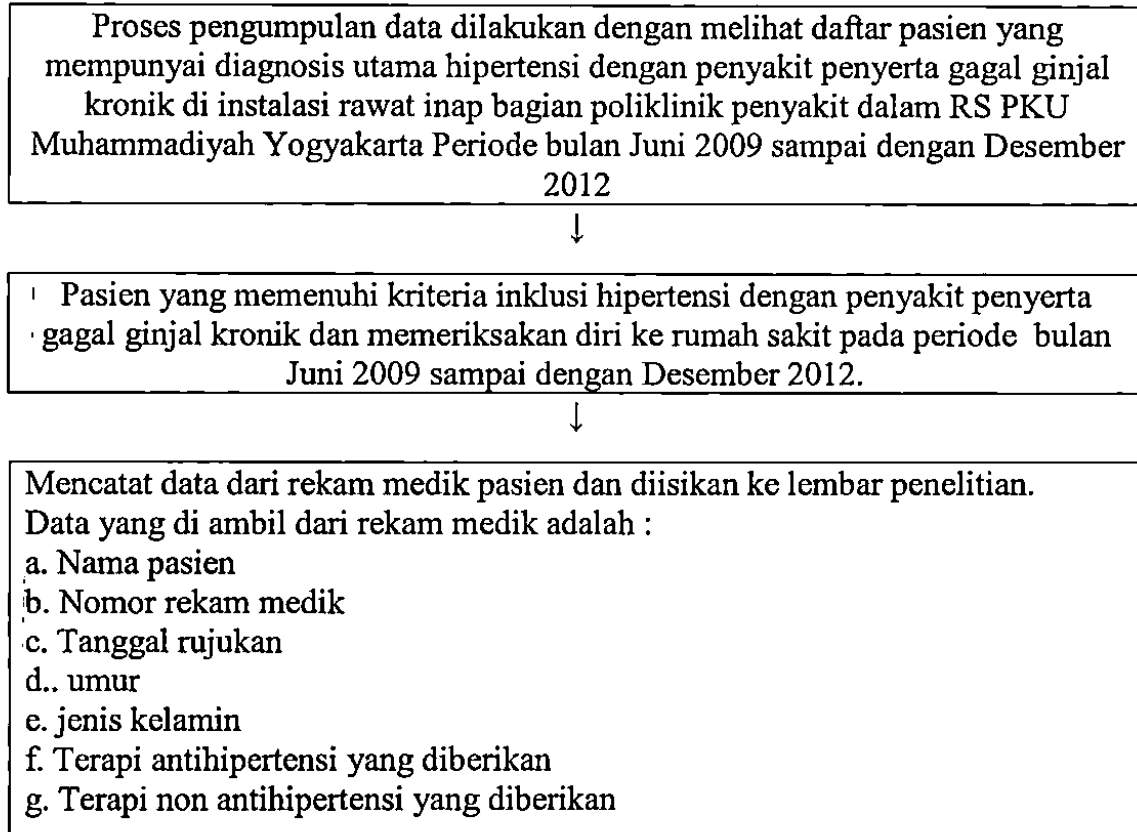 Proses pengumpulan data dilakukan dengan melihat daftar pasien yang
mempunyai diagnosis utama hipertensi dengan penyakit penyerta gagal ginjal
kronik di instalasi rawat inap bagian poliklinik penyakit dalam RS PKU
Muhammadiyah Yogyakarta Periode bulan Juni 2009 sampai dengan Desember
2012
↓
Pasien yang memenuhi kriteria inklusi hipertensi dengan penyakit penyerta
gagal ginjal kronik dan memeriksakan diri ke rumah sakit pada periode bulan
Juni 2009 sampai dengan Desember 2012.
↓
Mencatat data dari rekam medik pasien dan diisikan ke lembar penelitian.
Data yang di ambil dari rekam medik adalah :
a. Nama pasien
b. Nomor rekam medik
c. Tanggal rujukan
d.. umur
e. jenis kelamin
f. Terapi antihipertensi yang diberikan
g. Terapi non antihipertensi yang diberikan